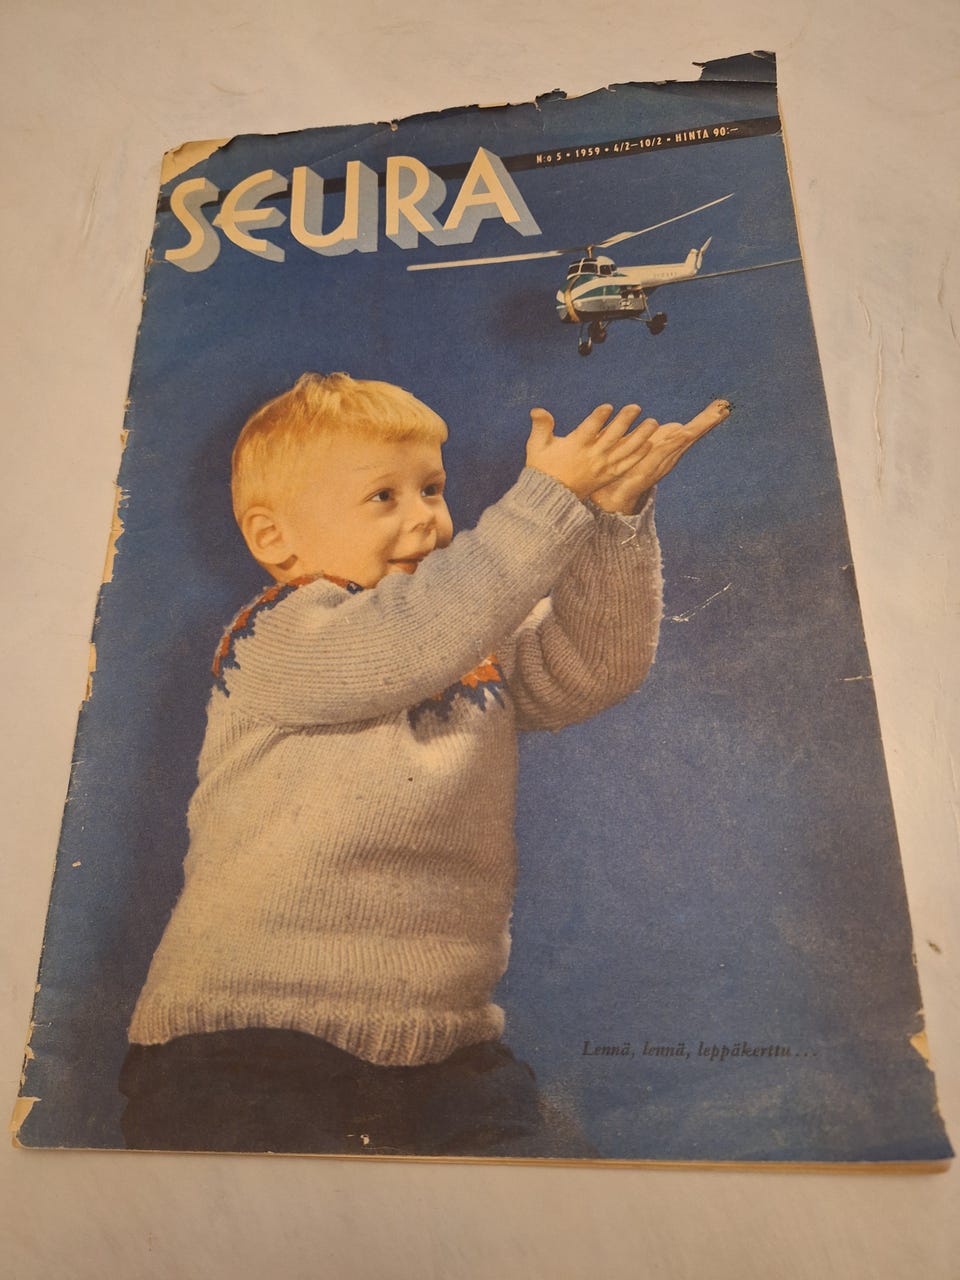 N:o 5 • 1959 • 4/2—10/2 • HINTA 90:—
SEURA
Lennä, lennä, leppäkerttu...